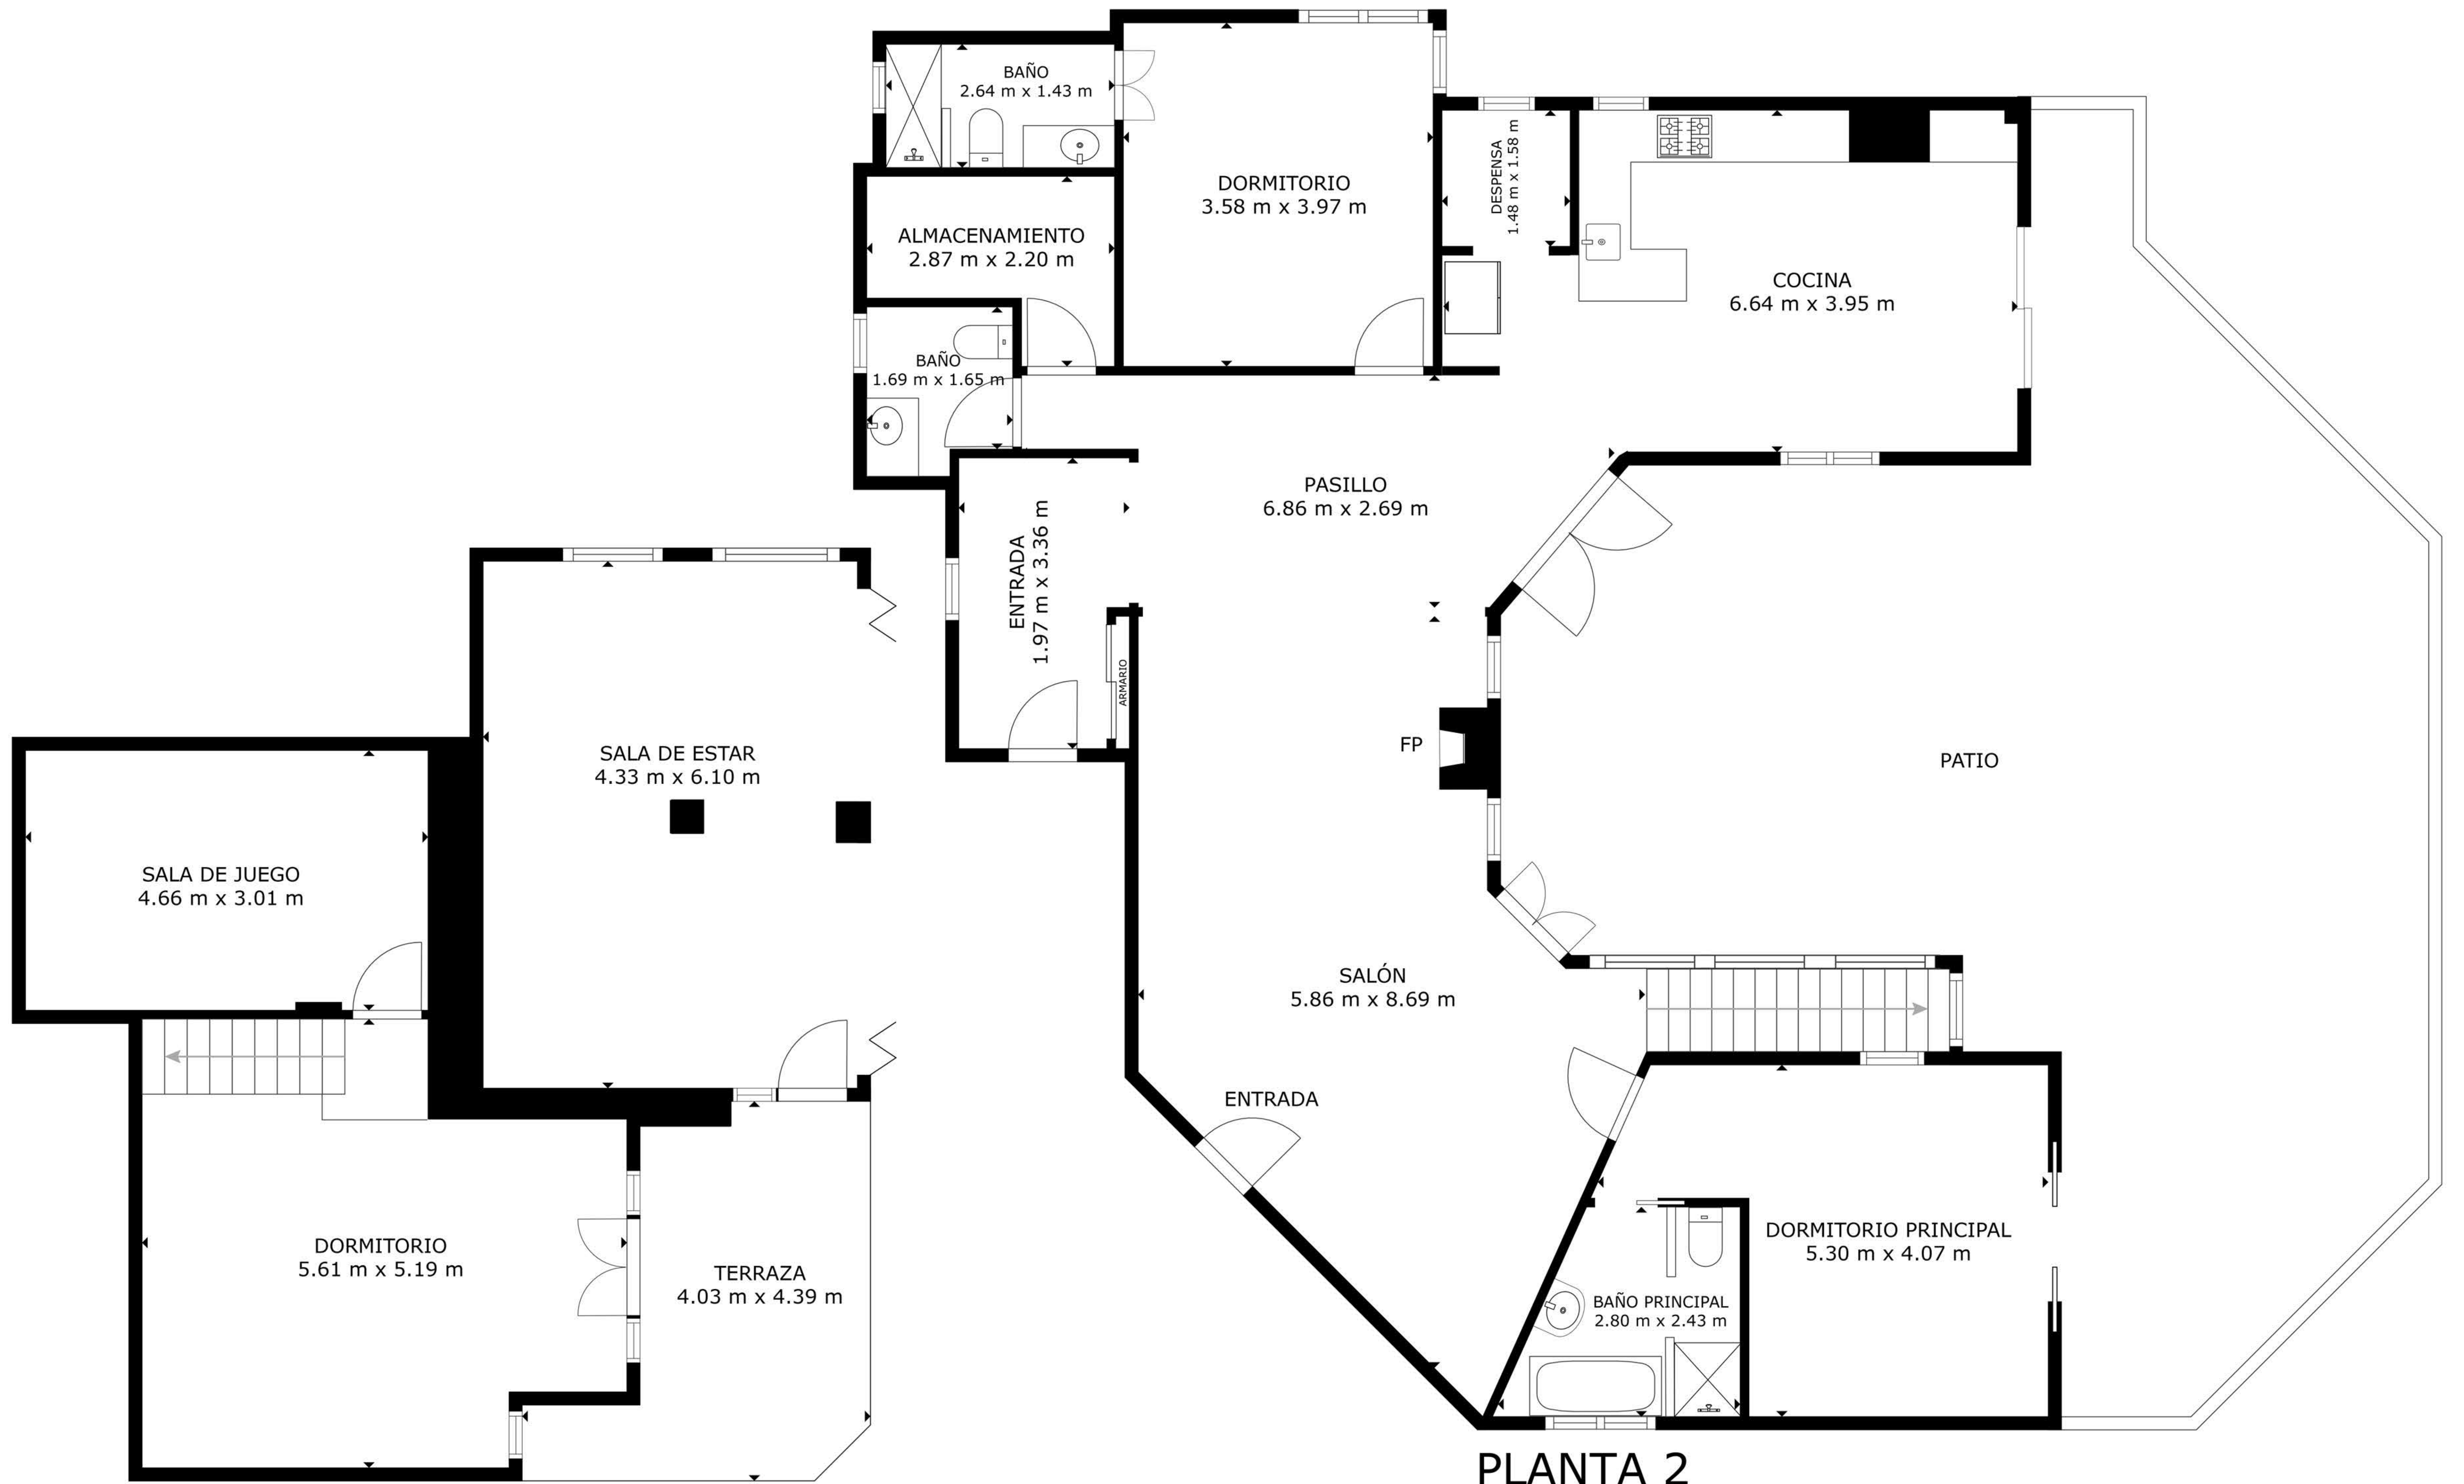 BAÑO
2.64 m x 1.43 m
DORMITORIO
3.58 m x 3.97 m
DESPENSA
1.48 m x 1.58 m
ALMACENAMIENTO
2.87 m x 2.20 m
COCINA
6.64 m x 3.95 m
BAÑO
1.69 m x 1.65 m
PASILLO
6.86 m x 2.69 m
ENTRADA
1.97 m x 3.36 m
ARMARIO
SALA DE ESTAR
4.33 m x 6.10 m
FP
PATIO
SALA DE JUEGO
4.66 m x 3.01 m
SALÓN
5.86 m x 8.69 m
ENTRADA
DORMITORIO
5.61 m x 5.19 m
TERRAZA
4.03 m x 4.39 m
DORMITORIO PRINCIPAL
5.30 m x 4.07 m
BAÑO PRINCIPAL
2.80 m x 2.43 m
PLANTA 2